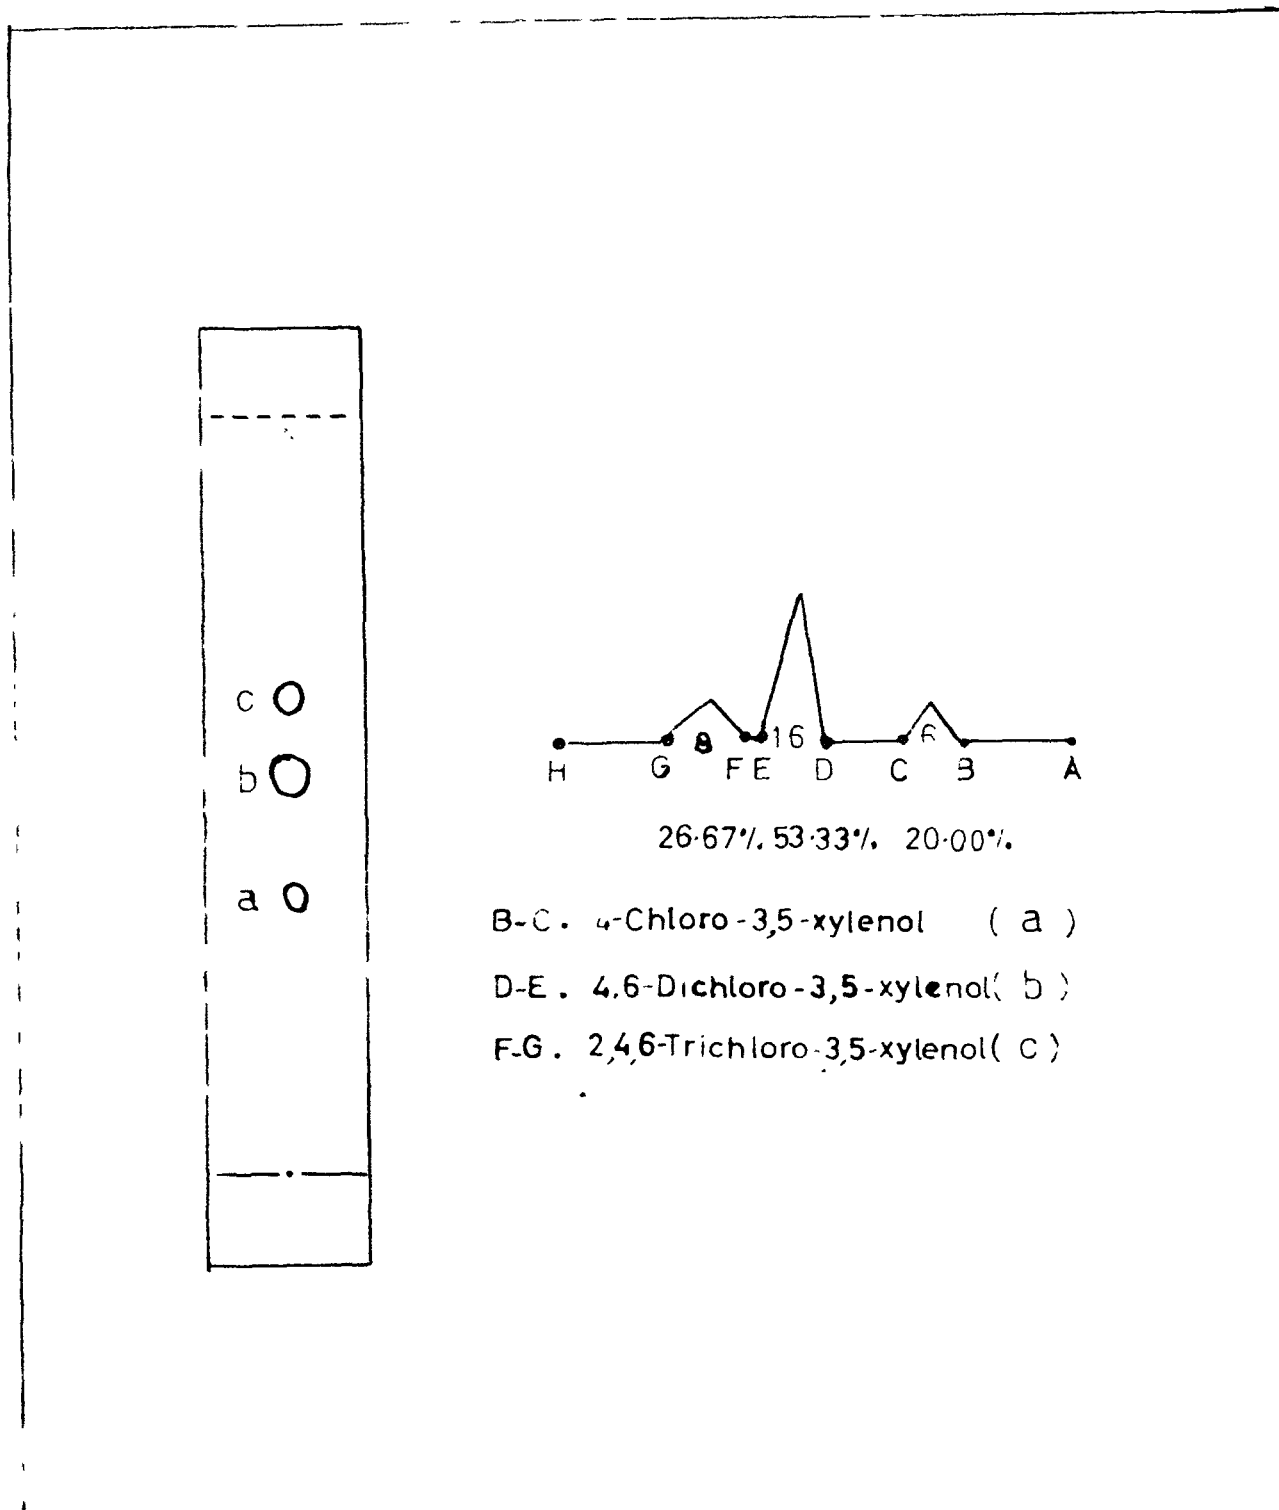 c
b
a
8 16 6
H G F E D C B A
26·67% 53·33% 20·00%
B-C. 4-Chloro-3,5-xylenol (a)
D-E. 4,6-Dichloro-3,5-xylenol(b)
F-G. 2,4,6-Trichloro-3,5-xylenol(c)